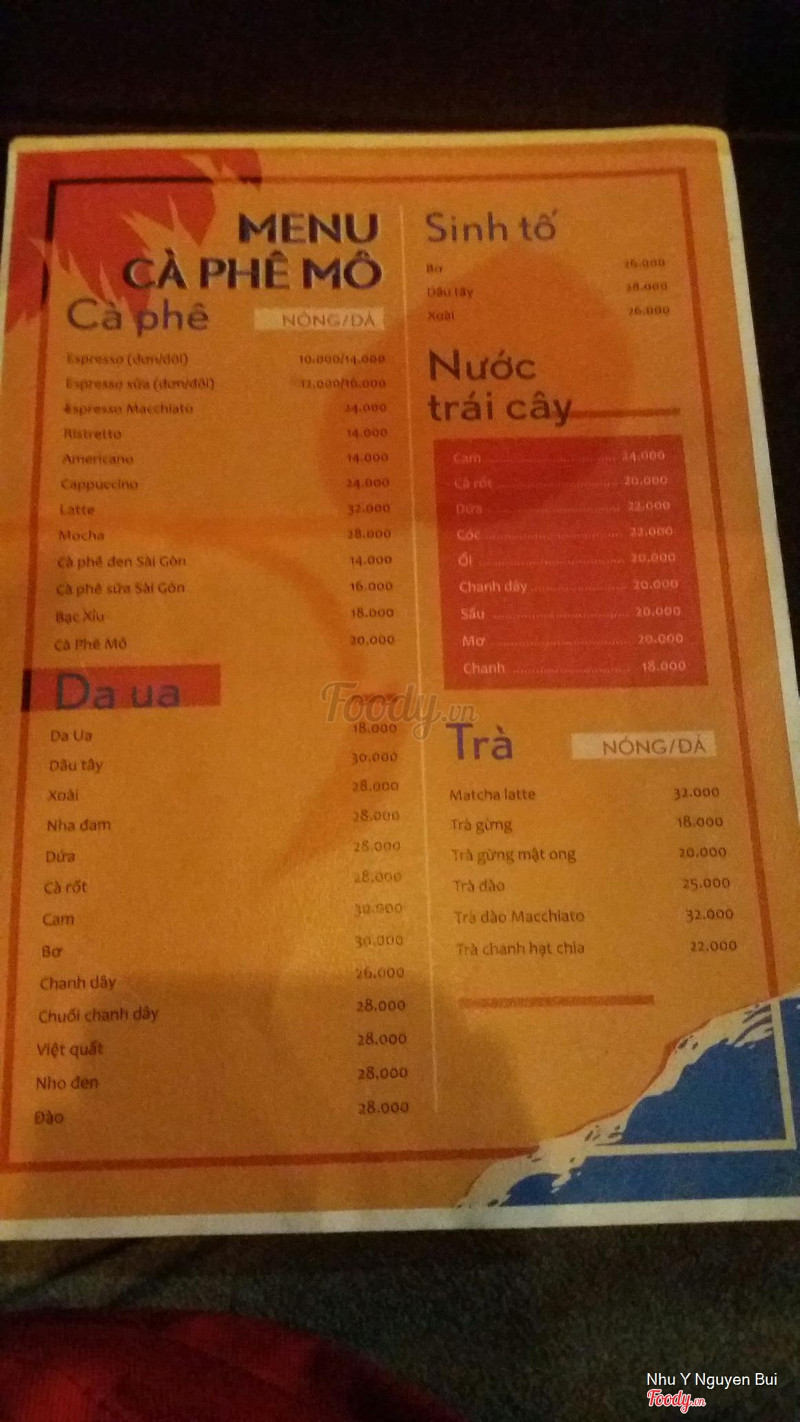 MENU
CÀ PHÊ MÔ
Cà phê NÓNG/ĐÁ
Espresso (đơn/đôi) 10.000/14.000
Espresso sữa (đơn/đôi) 12.000/16.000
Espresso Macchiato 24.000
Ristretto 14.000
Americano 14.000
Cappuccino 24.000
Latte 32.000
Mocha 28.000
Cà phê đen Sài Gòn 14.000
Cà phê sữa Sài Gòn 16.000
Bạc Xỉu 18.000
Cà Phê Mô 20.000
Da ua
Da Ua 18.000
Dâu tây 30.000
Xoài 28.000
Nha đam 28.000
Dứa 28.000
Cà rốt 28.000
Cam 30.000
Bơ 30.000
Chanh dây 26.000
Chuối chanh dây 28.000
Việt quất 28.000
Nho đen 28.000
Đào 28.000
Sinh tố
Bơ 26.000
Dâu tây 28.000
Xoài 26.000
Nước
trái cây
Cam 24.000
Cà rốt 20.000
Dứa 22.000
Cóc 22.000
Ổi 20.000
Chanh dây 20.000
Sấu 20.000
Mơ 20.000
Chanh 18.000
Trà NÓNG/ĐÁ
Matcha latte 32.000
Trà gừng 18.000
Trà gừng mật ong 20.000
Trà đào 25.000
Trà đào Macchiato 32.000
Trà chanh hạt chia 22.000
Foody.vn
Nhu Y Nguyen Bui
Foody.vn